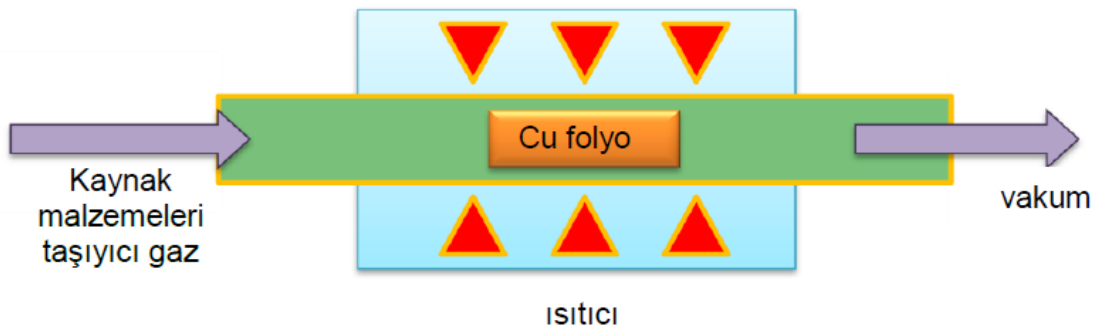 Cu folyo
Kaynak
malzemeleri
taşıyıcı gaz
vakum
ısıtıcı